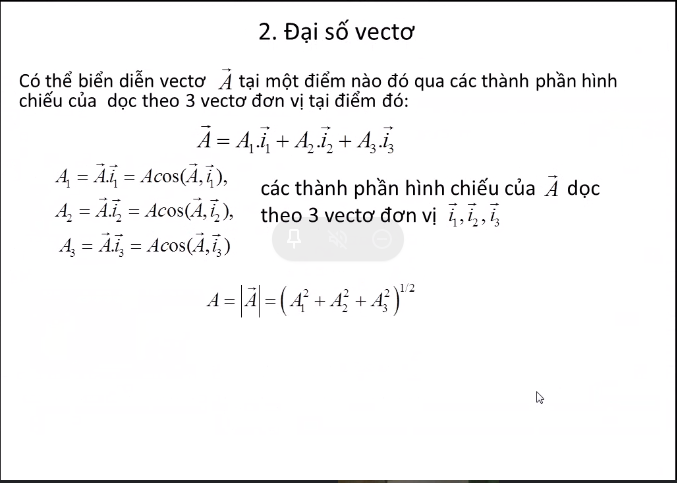 2. Đại số vectơ
Có thể biển diễn vectơ $\vec{A}$ tại một điểm nào đó qua các thành phần hình
chiếu của dọc theo 3 vectơ đơn vị tại điểm đó:
$\vec{A} = A_1.\vec{i}_1 + A_2.\vec{i}_2 + A_3.\vec{i}_3$
$A_1 = \vec{A}.\vec{i}_1 = A\cos(\vec{A},\vec{i}_1),$
$A_2 = \vec{A}.\vec{i}_2 = A\cos(\vec{A},\vec{i}_2),$
$A_3 = \vec{A}.\vec{i}_3 = A\cos(\vec{A},\vec{i}_3)$
các thành phần hình chiếu của $\vec{A}$ dọc
theo 3 vectơ đơn vị $\vec{i}_1,\vec{i}_2,\vec{i}_3$
$A = |\vec{A}| = (A_1^2 + A_2^2 + A_3^2)^{1/2}$